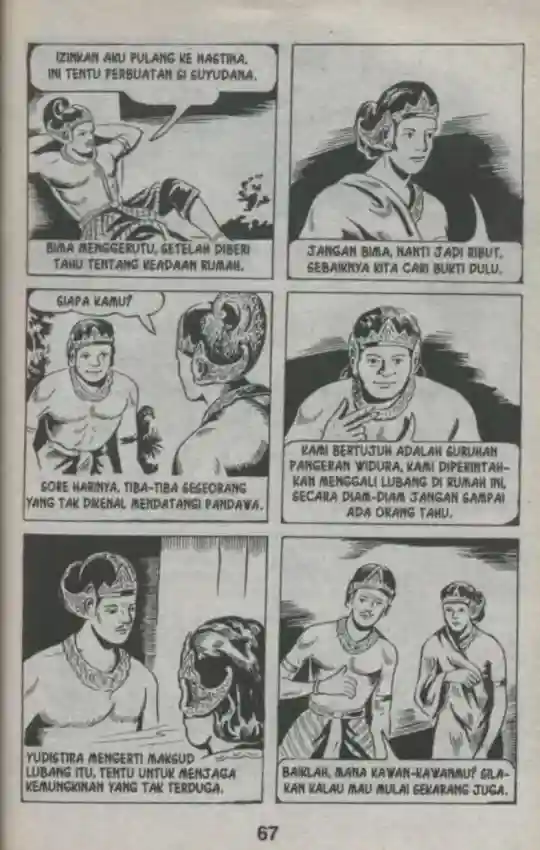 IZINKAN AKU PULANG KE HASTINA.
INI TENTU PERBUATAN SI SUYUDANA.
BIMA MENGGERUTU, SETELAH DIBERI
TAHU TENTANG KEADAAN RUMAH.
JANGAN BIMA, NANTI JADI RIBUT.
SEBAIKNYA KITA CARI BUKTI DULU.
SIAPA KAMU?
SORE HARINYA, TIBA-TIBA SESEORANG
YANG TAK DIKENAL MENDATANGI PANDAWA.
KAMI BERTUJUH ADALAH SURUHAN
PANGERAN WIDURA, KAMI DIPERINTAH-
KAN MENGGALI LUBANG DI RUMAH INI,
SECARA DIAM-DIAM JANGAN SAMPAI
ADA ORANG TAHU.
YUDISTIRA MENGERTI MAKSUD
LUBANG ITU, TENTU UNTUK MENJAGA
KEMUNGKINAN YANG TAK TERDUGA.
BAIKLAH, MANA KAWAN-KAWANMU? SILA-
KAN KALAU MAU MULAI SEKARANG JUGA.
67